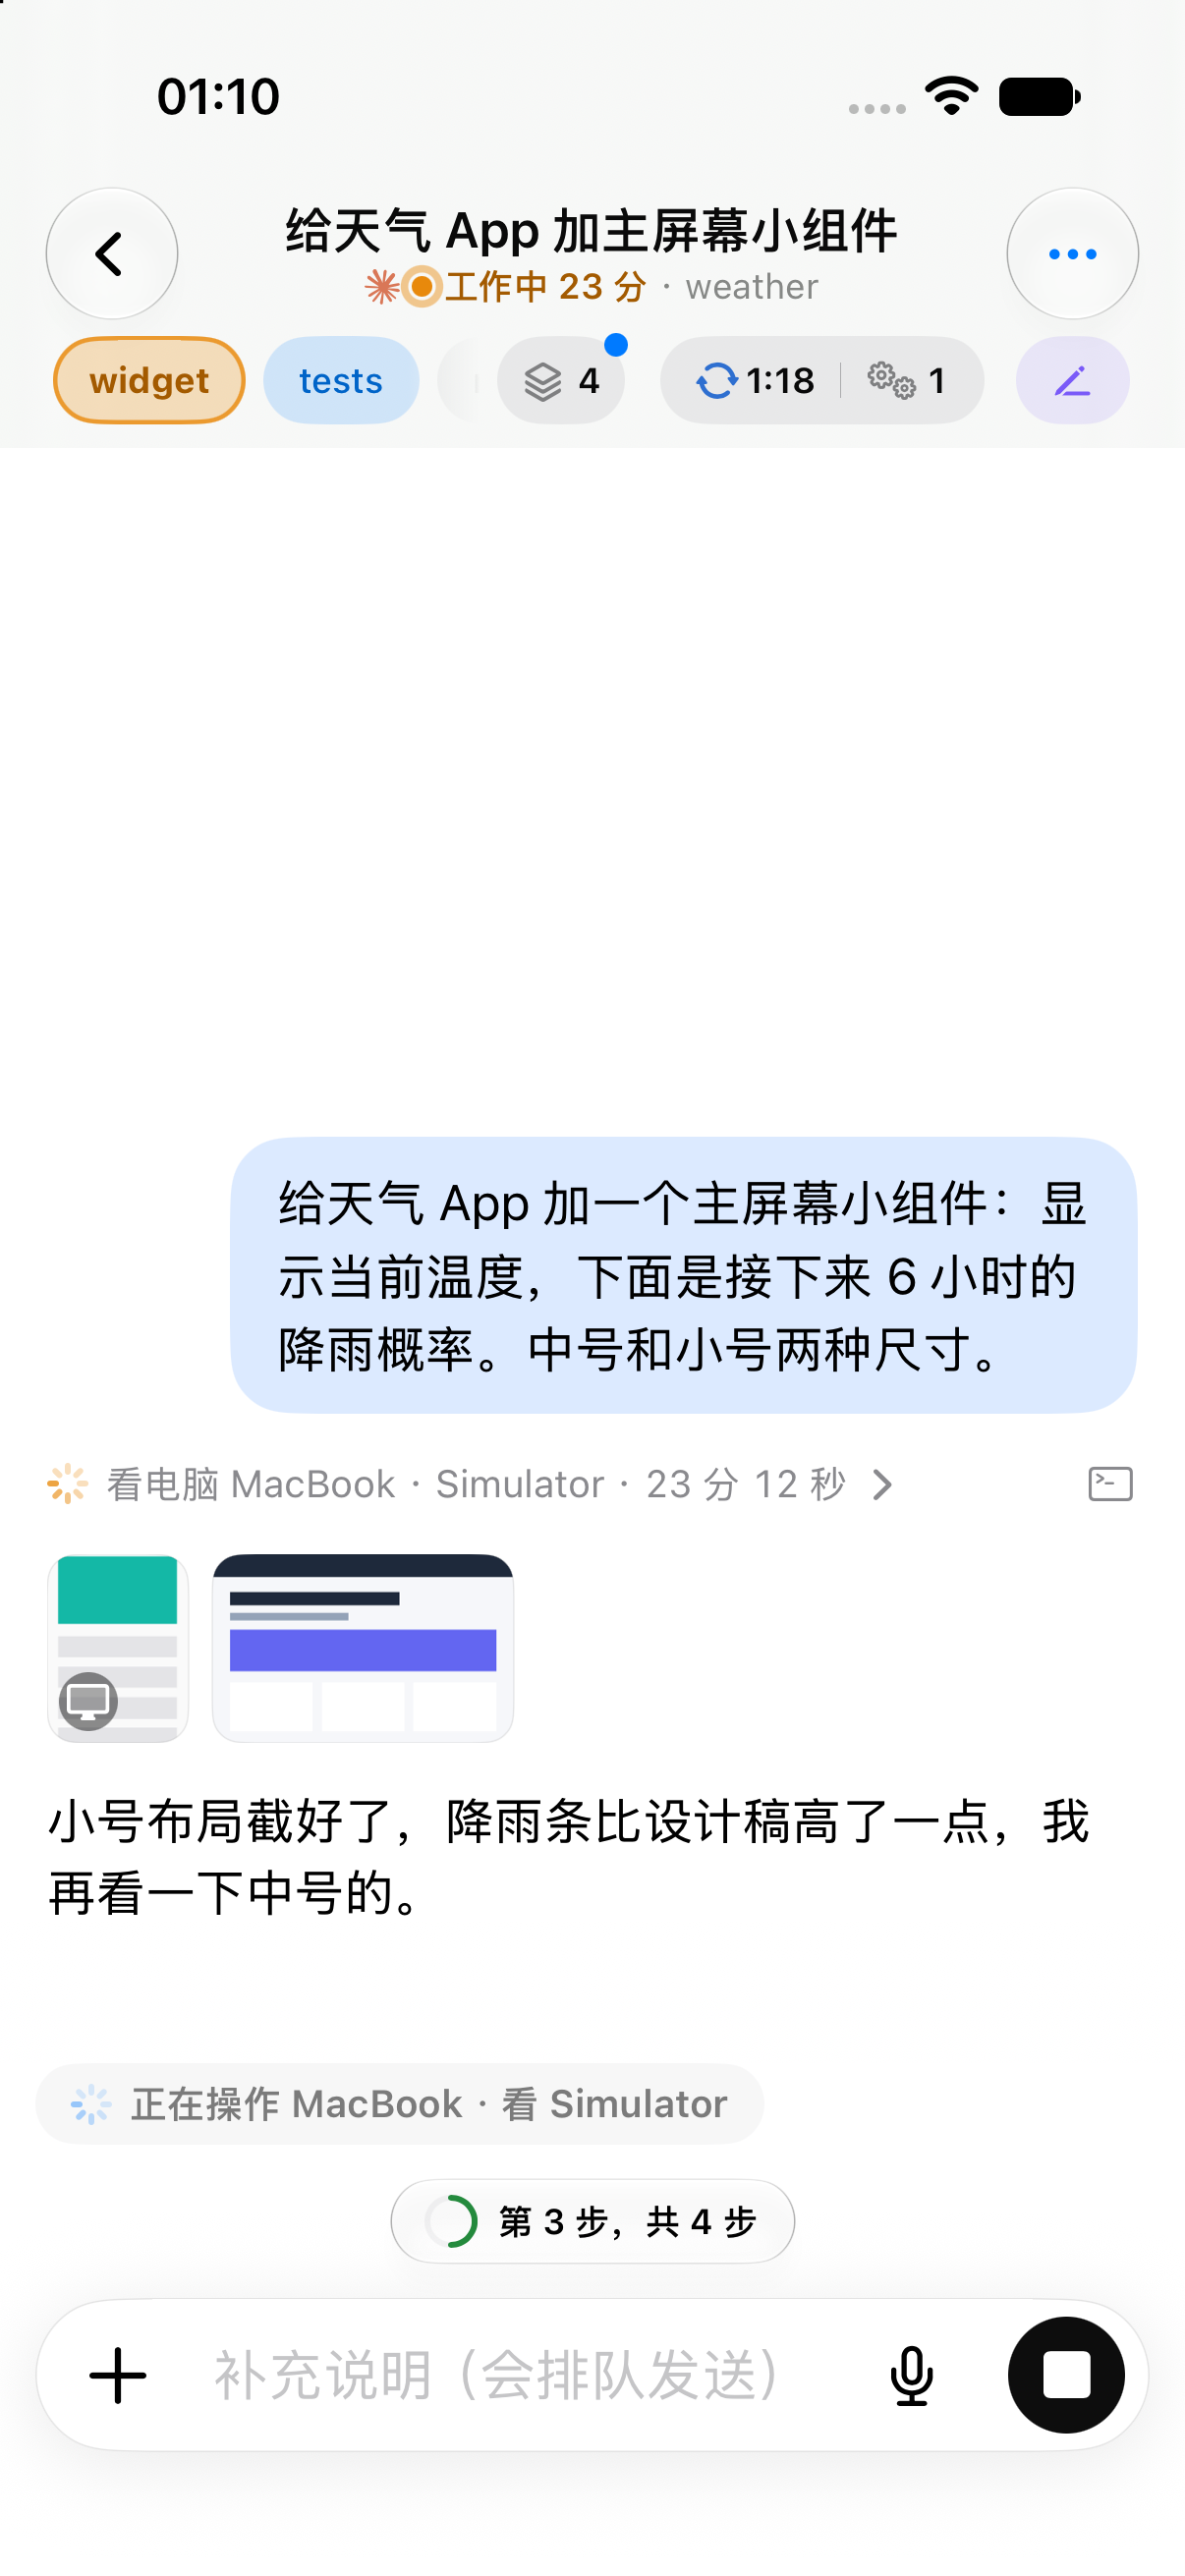 01:10
给天气 App 加主屏幕小组件
工作中 23 分 · weather
widget
tests
4
1:18
1
给天气 App 加一个主屏幕小组件：显
示当前温度，下面是接下来 6 小时的
降雨概率。中号和小号两种尺寸。
看电脑 MacBook · Simulator · 23 分 12 秒
小号布局截好了，降雨条比设计稿高了一点，我
再看一下中号的。
正在操作 MacBook · 看 Simulator
第 3 步，共 4 步
补充说明（会排队发送）